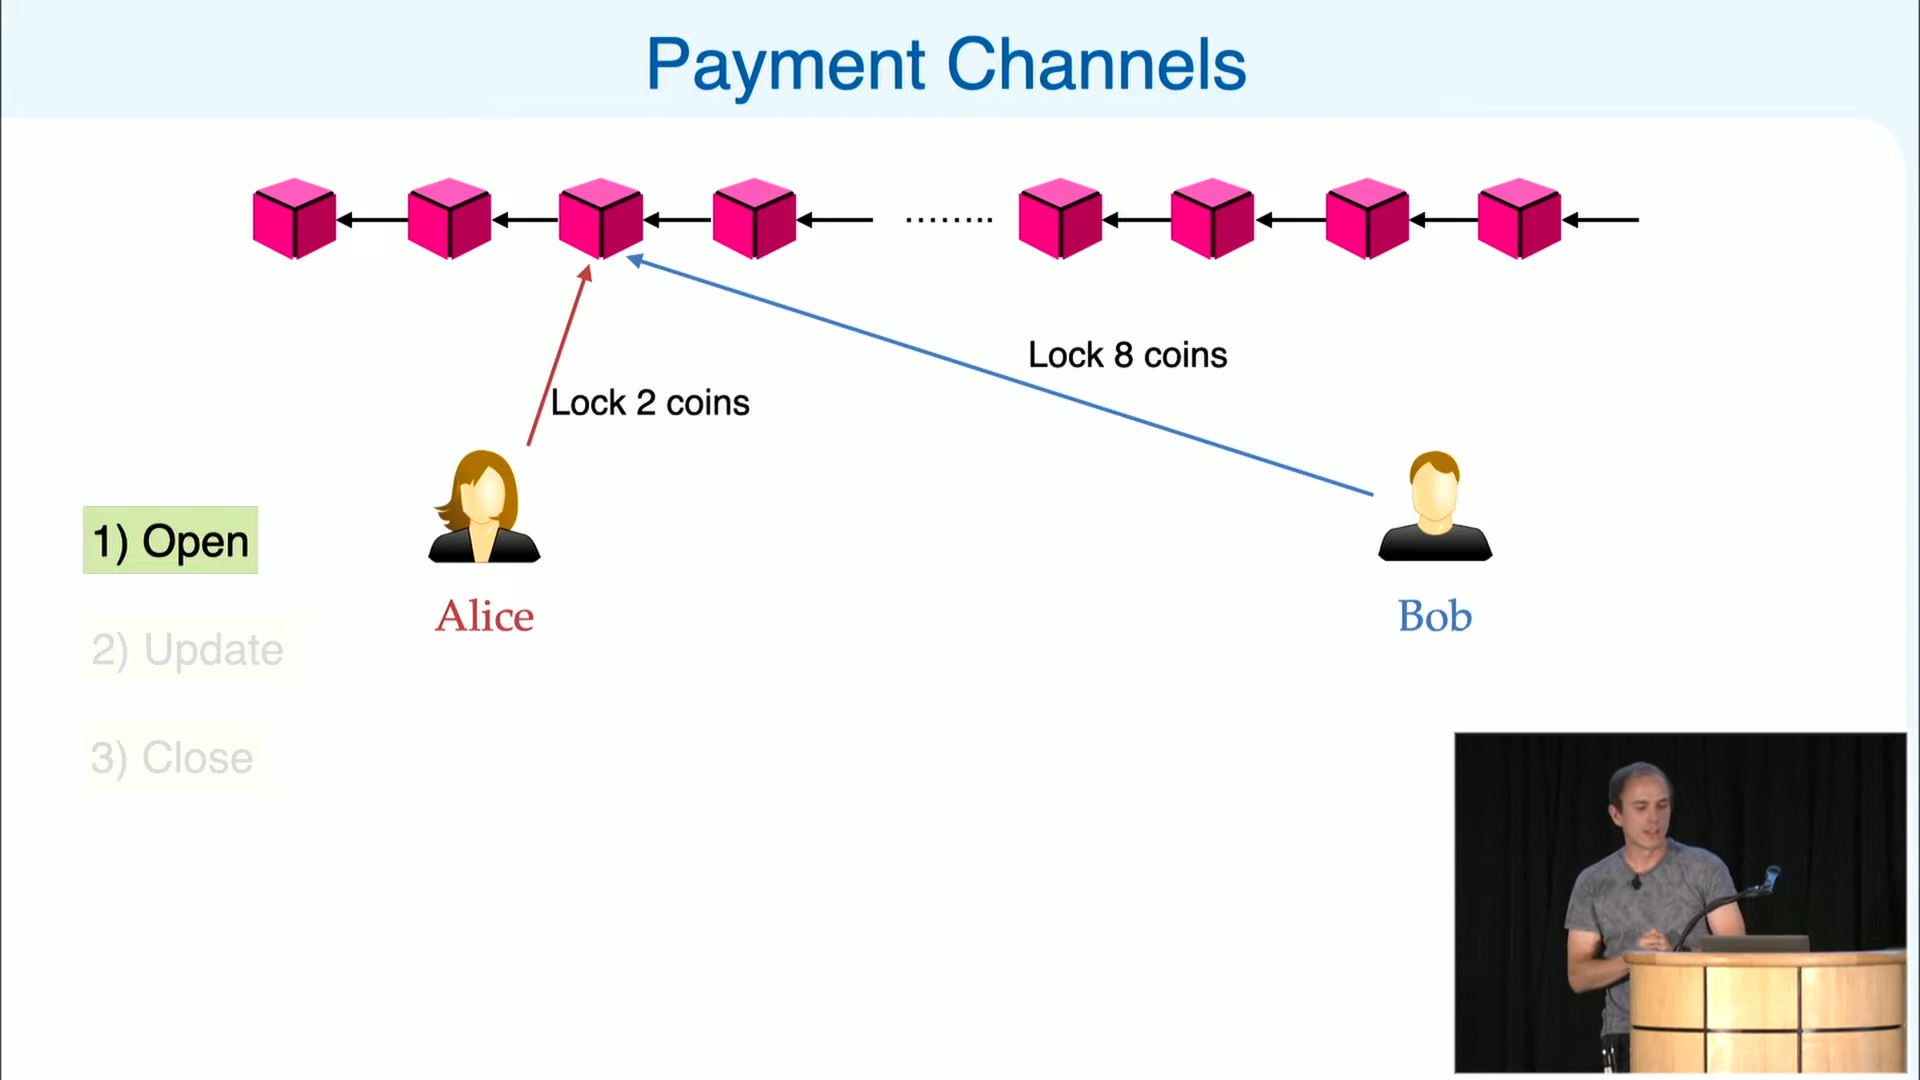 Payment Channels
Lock 8 coins
Lock 2 coins
1) Open
Alice
Bob
2) Update
3) Close